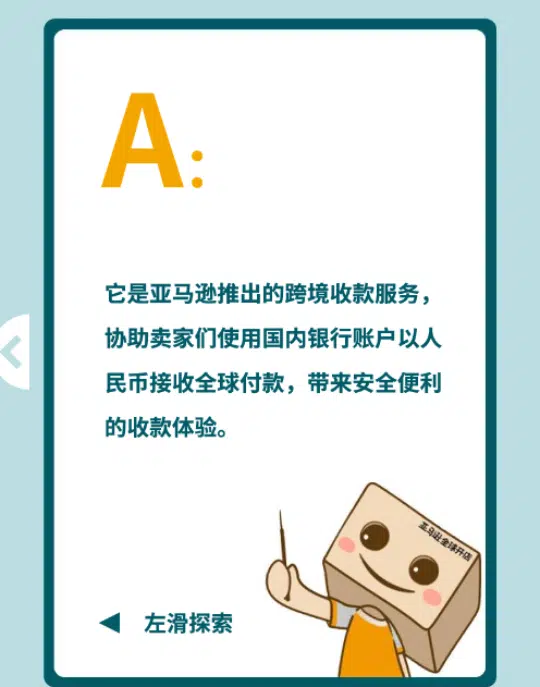 A:
它是亚马逊推出的跨境收款服务，
协助卖家们使用国内银行账户以人
民币接收全球付款，带来安全便利
的收款体验。
亚马逊全球开店
左滑探索